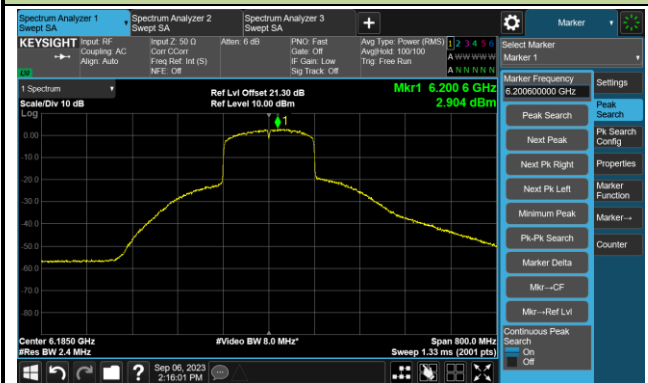 Spectrum Analyzer 1
Swept SA
Spectrum Analyzer 2
Swept SA
Spectrum Analyzer 3
Swept SA
+
Marker
KEYSIGHT
Input: RF
Coupling: AC
Align: Auto
Input Z: 50 Ω
Corr CCorr
Freq Ref: Int (S)
NFE: Off
Atten: 6 dB
PNO: Fast
Gate: Off
IF Gain: Low
Sig Track: Off
Avg Type: Power (RMS)
Avg|Hold: 100/100
Trig: Free Run
1 2 3 4 5 6
A W W W W W
A N N N N N
Select Marker
Marker 1
1 Spectrum
Scale/Div 10 dB
Log
Ref Lvl Offset 21.30 dB
Ref Level 10.00 dBm
Mkr1 6.200 6 GHz
2.904 dBm
1
0.00
-10.0
-20.0
-30.0
-40.0
-50.0
-60.0
-70.0
-80.0
Center 6.1850 GHz
#Res BW 2.4 MHz
#Video BW 8.0 MHz*
Span 800.0 MHz
Sweep 1.33 ms (2001 pts)
Marker Frequency
6.200600000 GHz
Peak Search
Next Peak
Next Pk Right
Next Pk Left
Minimum Peak
Pk-Pk Search
Marker Delta
Mkr→CF
Mkr→Ref Lvl
Continuous Peak
Search
On
Off
Settings
Peak
Search
Pk Search
Config
Properties
Marker
Function
Marker→
Counter
?
Sep 06, 2023
2:16:01 PM